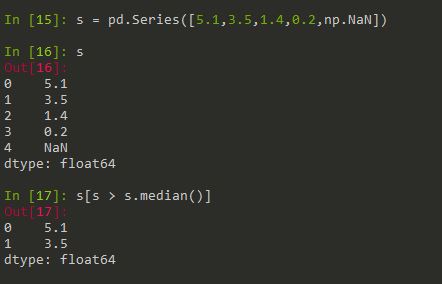 In [15]: s = pd.Series([5.1,3.5,1.4,0.2,np.NaN])
In [16]: s
Out[16]:
0    5.1
1    3.5
2    1.4
3    0.2
4    NaN
dtype: float64
In [17]: s[s > s.median()]
Out[17]:
0    5.1
1    3.5
dtype: float64